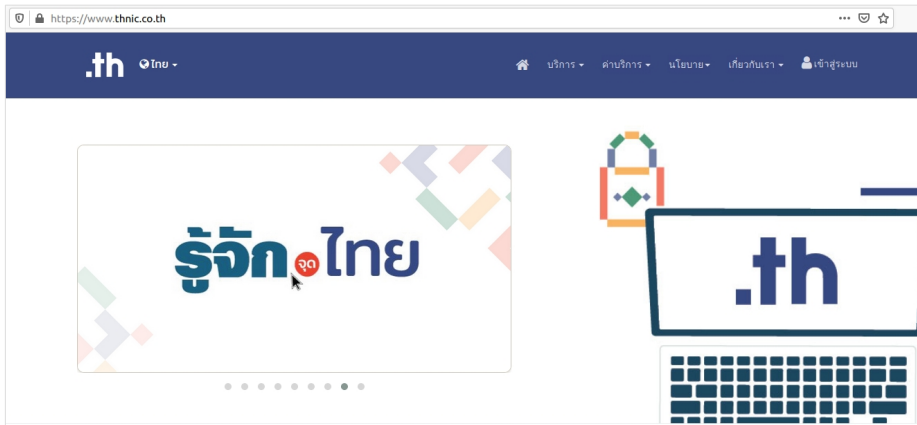 https://www.thnic.co.th
.th ไทย บริการ ค่าบริการ นโยบาย เกี่ยวกับเรา เข้าสู่ระบบ
รู้จัก จุด ไทย
.th